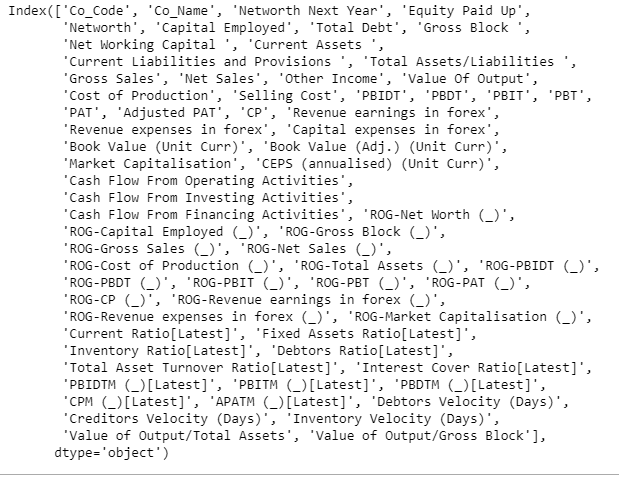 Index(['Co_Code', 'Co_Name', 'Networth Next Year', 'Equity Paid Up',
'Networth', 'Capital Employed', 'Total Debt', 'Gross Block ',
'Net Working Capital ', 'Current Assets ',
'Current Liabilities and Provisions ', 'Total Assets/Liabilities ',
'Gross Sales', 'Net Sales', 'Other Income', 'Value Of Output',
'Cost of Production', 'Selling Cost', 'PBIDT', 'PBDT', 'PBIT', 'PBT',
'PAT', 'Adjusted PAT', 'CP', 'Revenue earnings in forex',
'Revenue expenses in forex', 'Capital expenses in forex',
'Book Value (Unit Curr)', 'Book Value (Adj.) (Unit Curr)',
'Market Capitalisation', 'CEPS (annualised) (Unit Curr)',
'Cash Flow From Operating Activities',
'Cash Flow From Investing Activities',
'Cash Flow From Financing Activities', 'ROG-Net Worth (_)',
'ROG-Capital Employed (_)', 'ROG-Gross Block (_)',
'ROG-Gross Sales (_)', 'ROG-Net Sales (_)',
'ROG-Cost of Production (_)', 'ROG-Total Assets (_)', 'ROG-PBIDT (_)',
'ROG-PBDT (_)', 'ROG-PBIT (_)', 'ROG-PBT (_)', 'ROG-PAT (_)',
'ROG-CP (_)', 'ROG-Revenue earnings in forex (_)',
'ROG-Revenue expenses in forex (_)', 'ROG-Market Capitalisation (_)',
'Current Ratio[Latest]', 'Fixed Assets Ratio[Latest]',
'Inventory Ratio[Latest]', 'Debtors Ratio[Latest]',
'Total Asset Turnover Ratio[Latest]', 'Interest Cover Ratio[Latest]',
'PBIDTM (_)[Latest]', 'PBITM (_)[Latest]', 'PBDTM (_)[Latest]',
'CPM (_)[Latest]', 'APATM (_)[Latest]', 'Debtors Velocity (Days)',
'Creditors Velocity (Days)', 'Inventory Velocity (Days)',
'Value of Output/Total Assets', 'Value of Output/Gross Block'],
dtype='object')